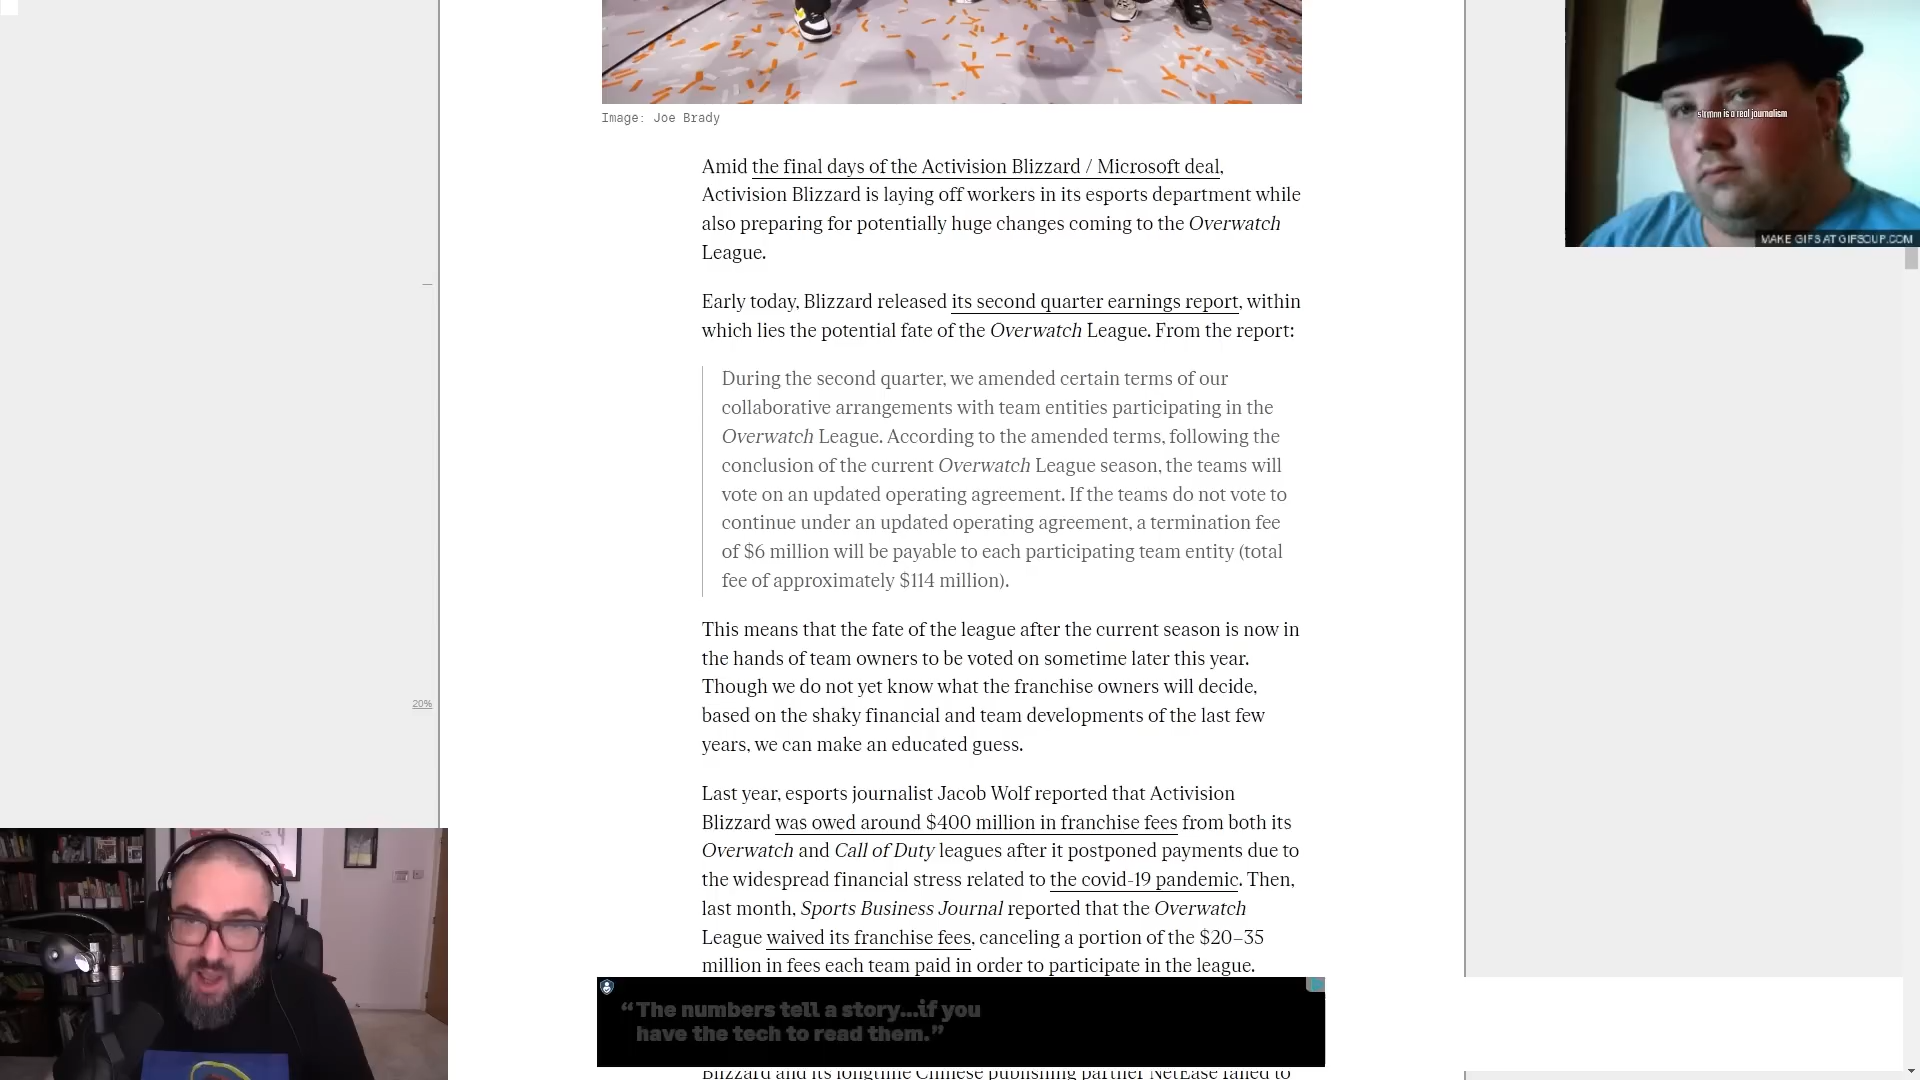 Image: Joe Brady
Amid the final days of the Activision Blizzard / Microsoft deal,
Activision Blizzard is laying off workers in its esports department while
also preparing for potentially huge changes coming to the Overwatch
League.
Early today, Blizzard released its second quarter earnings report, within
which lies the potential fate of the Overwatch League. From the report:
During the second quarter, we amended certain terms of our
collaborative arrangements with team entities participating in the
Overwatch League. According to the amended terms, following the
conclusion of the current Overwatch League season, the teams will
vote on an updated operating agreement. If the teams do not vote to
continue under an updated operating agreement, a termination fee
of $6 million will be payable to each participating team entity (total
fee of approximately $114 million).
This means that the fate of the league after the current season is now in
the hands of team owners to be voted on sometime later this year.
Though we do not yet know what the franchise owners will decide,
based on the shaky financial and team developments of the last few
years, we can make an educated guess.
Last year, esports journalist Jacob Wolf reported that Activision
Blizzard was owed around $400 million in franchise fees from both its
Overwatch and Call of Duty leagues after it postponed payments due to
the widespread financial stress related to the covid-19 pandemic. Then,
last month, Sports Business Journal reported that the Overwatch
League waived its franchise fees, canceling a portion of the $20–35
million in fees each team paid in order to participate in the league.
“The numbers tell a story...if you
have the tech to read them.”
Blizzard and its longtime Chinese publishing partner NetEase failed to
20%
is a real journalism
MAKE GIFS AT GIFSOUP.COM